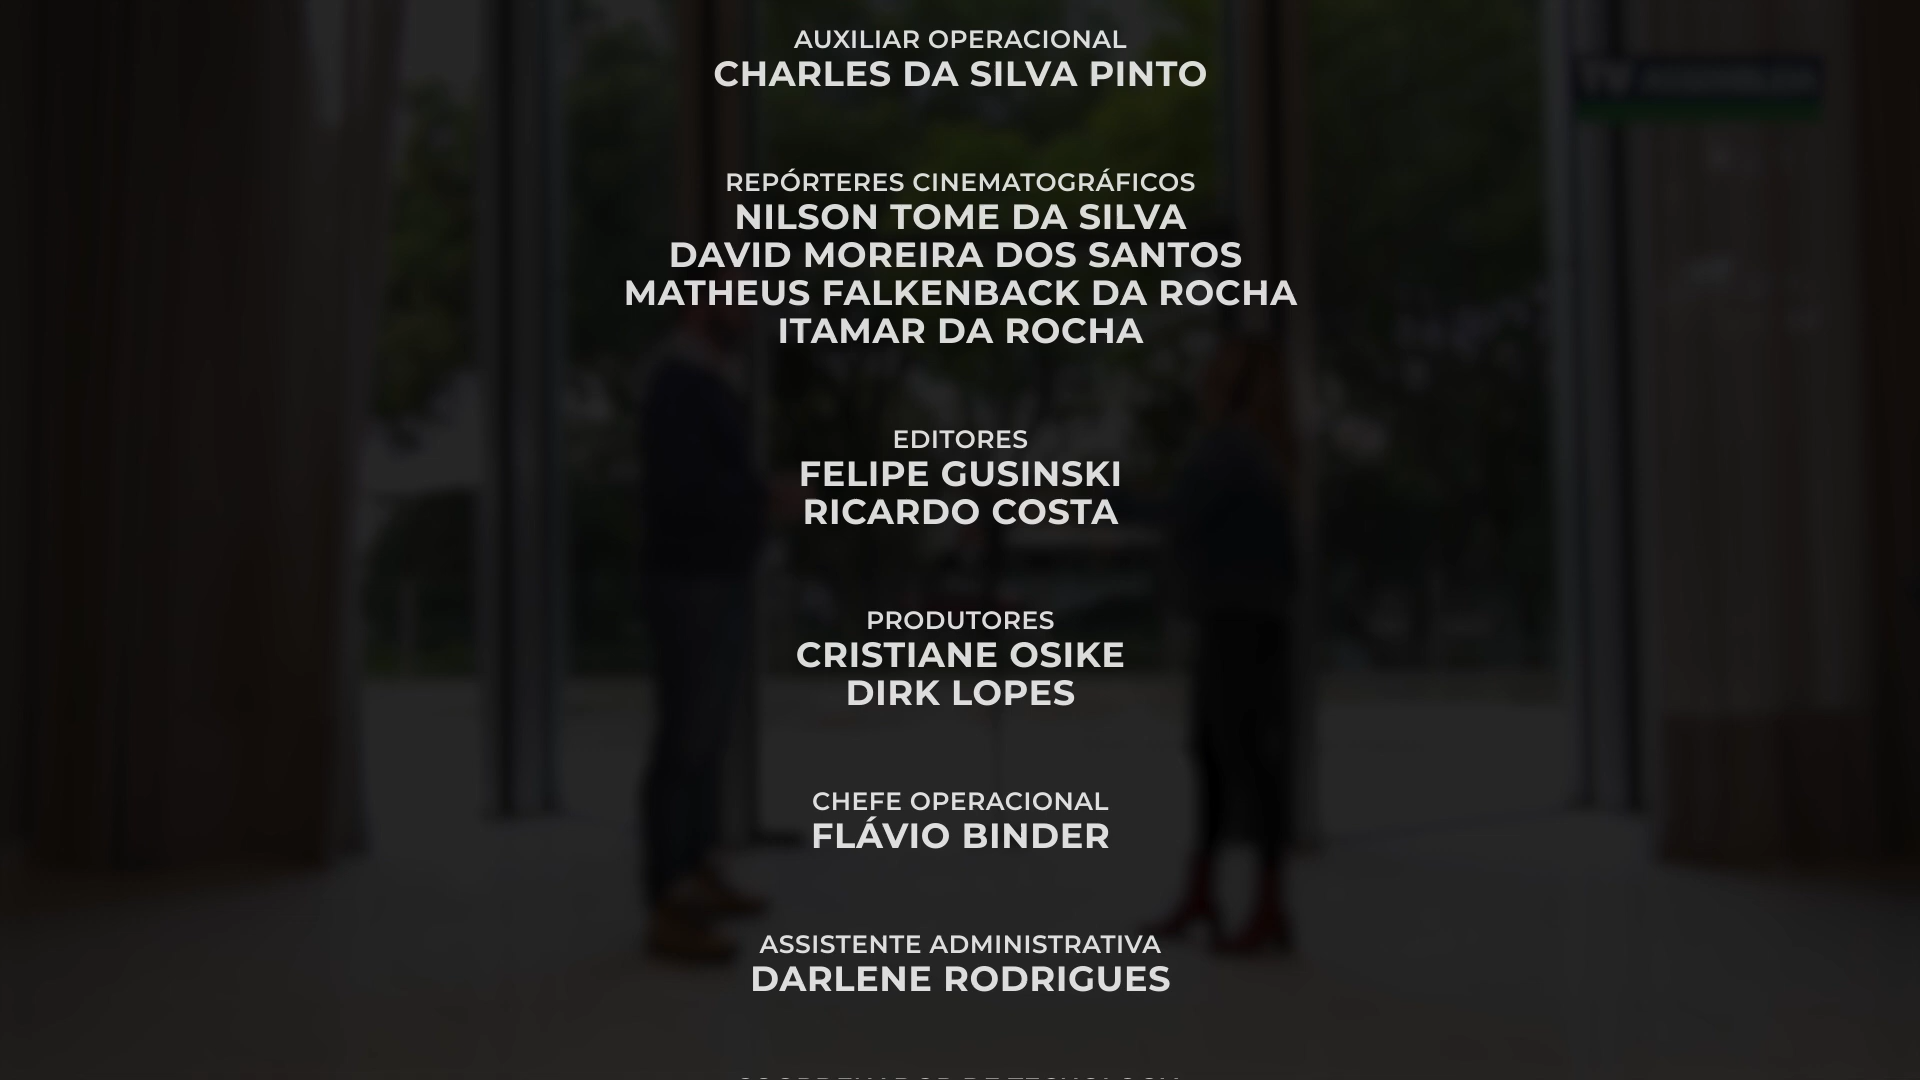 AUXILIAR OPERACIONAL
CHARLES DA SILVA PINTO
REPÓRTERES CINEMATOGRÁFICOS
NILSON TOME DA SILVA
DAVID MOREIRA DOS SANTOS
MATHEUS FALKENBACK DA ROCHA
ITAMAR DA ROCHA
EDITORES
FELIPE GUSINSKI
RICARDO COSTA
PRODUTORES
CRISTIANE OSIKE
DIRK LOPES
CHEFE OPERACIONAL
FLÁVIO BINDER
ASSISTENTE ADMINISTRATIVA
DARLENE RODRIGUES